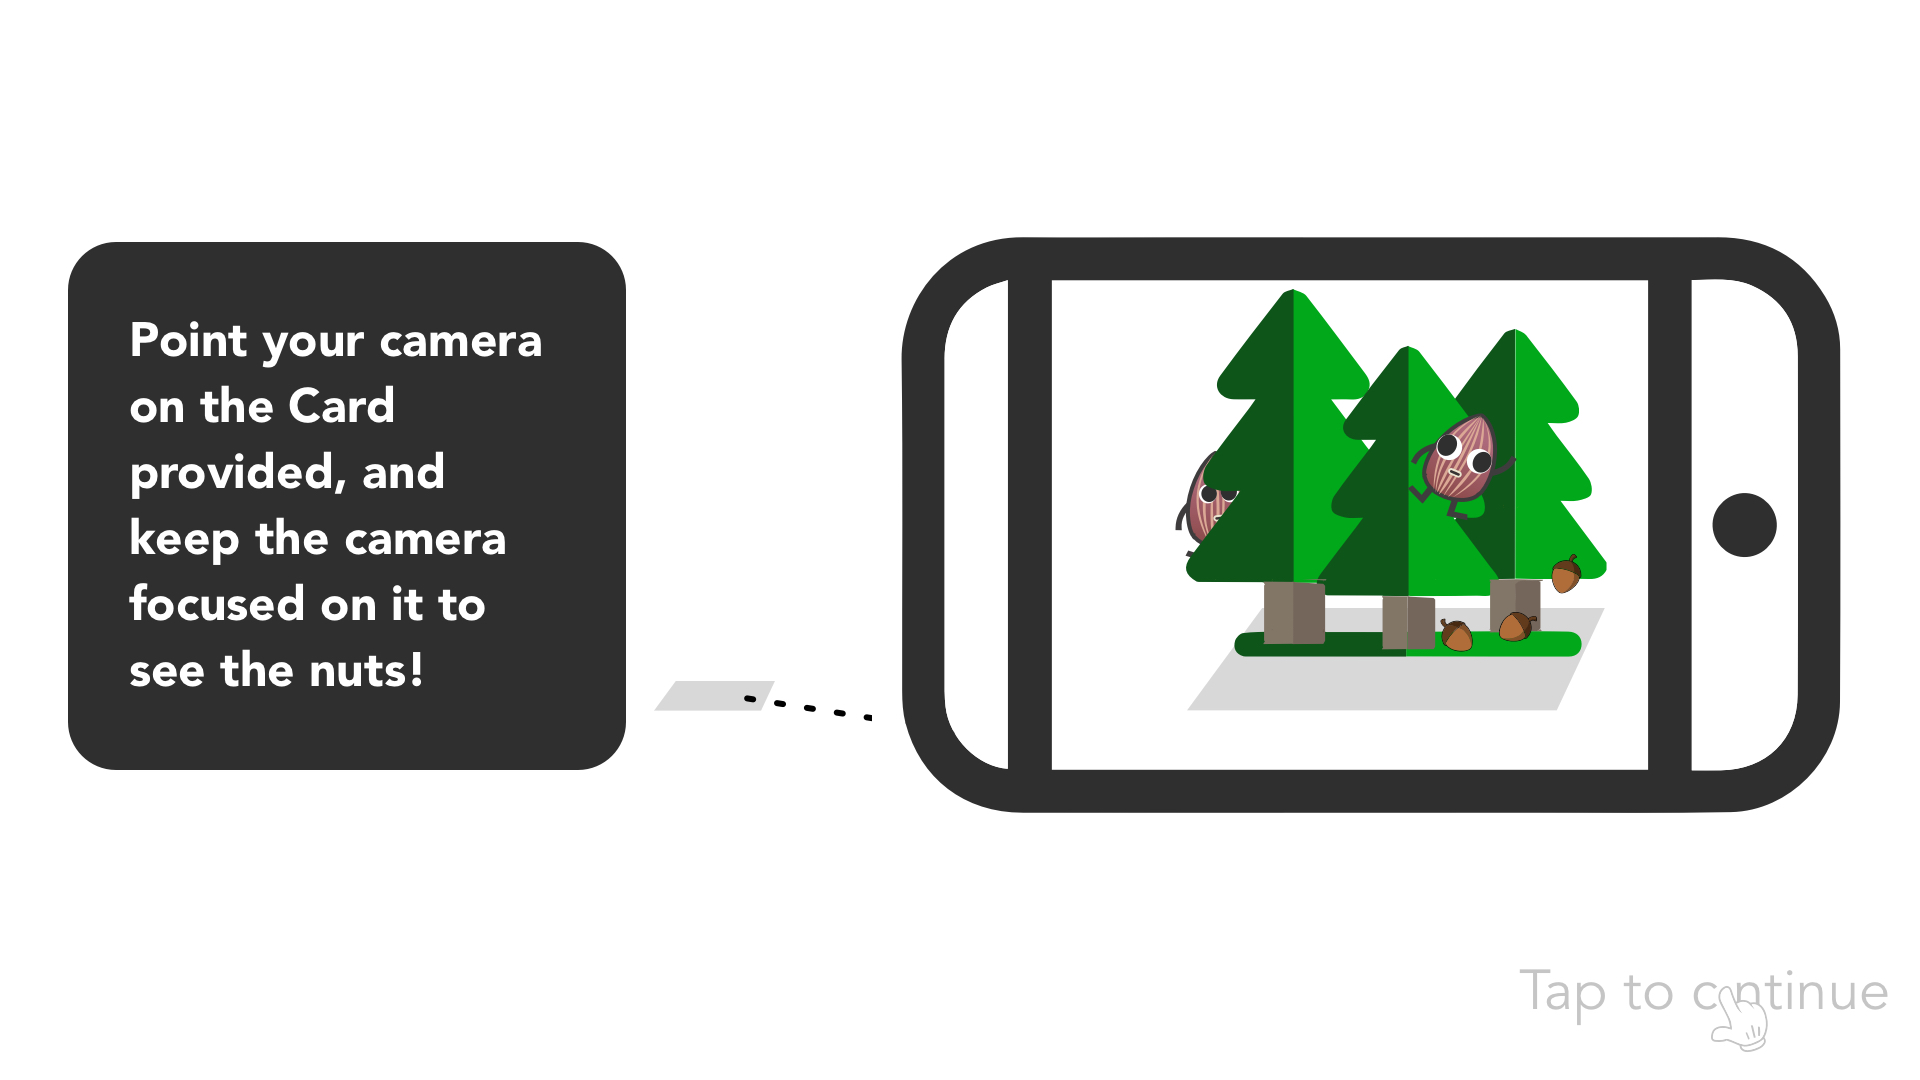 Point your camera
on the Card
provided, and
keep the camera
focused on it to
see the nuts!
Tap to continue